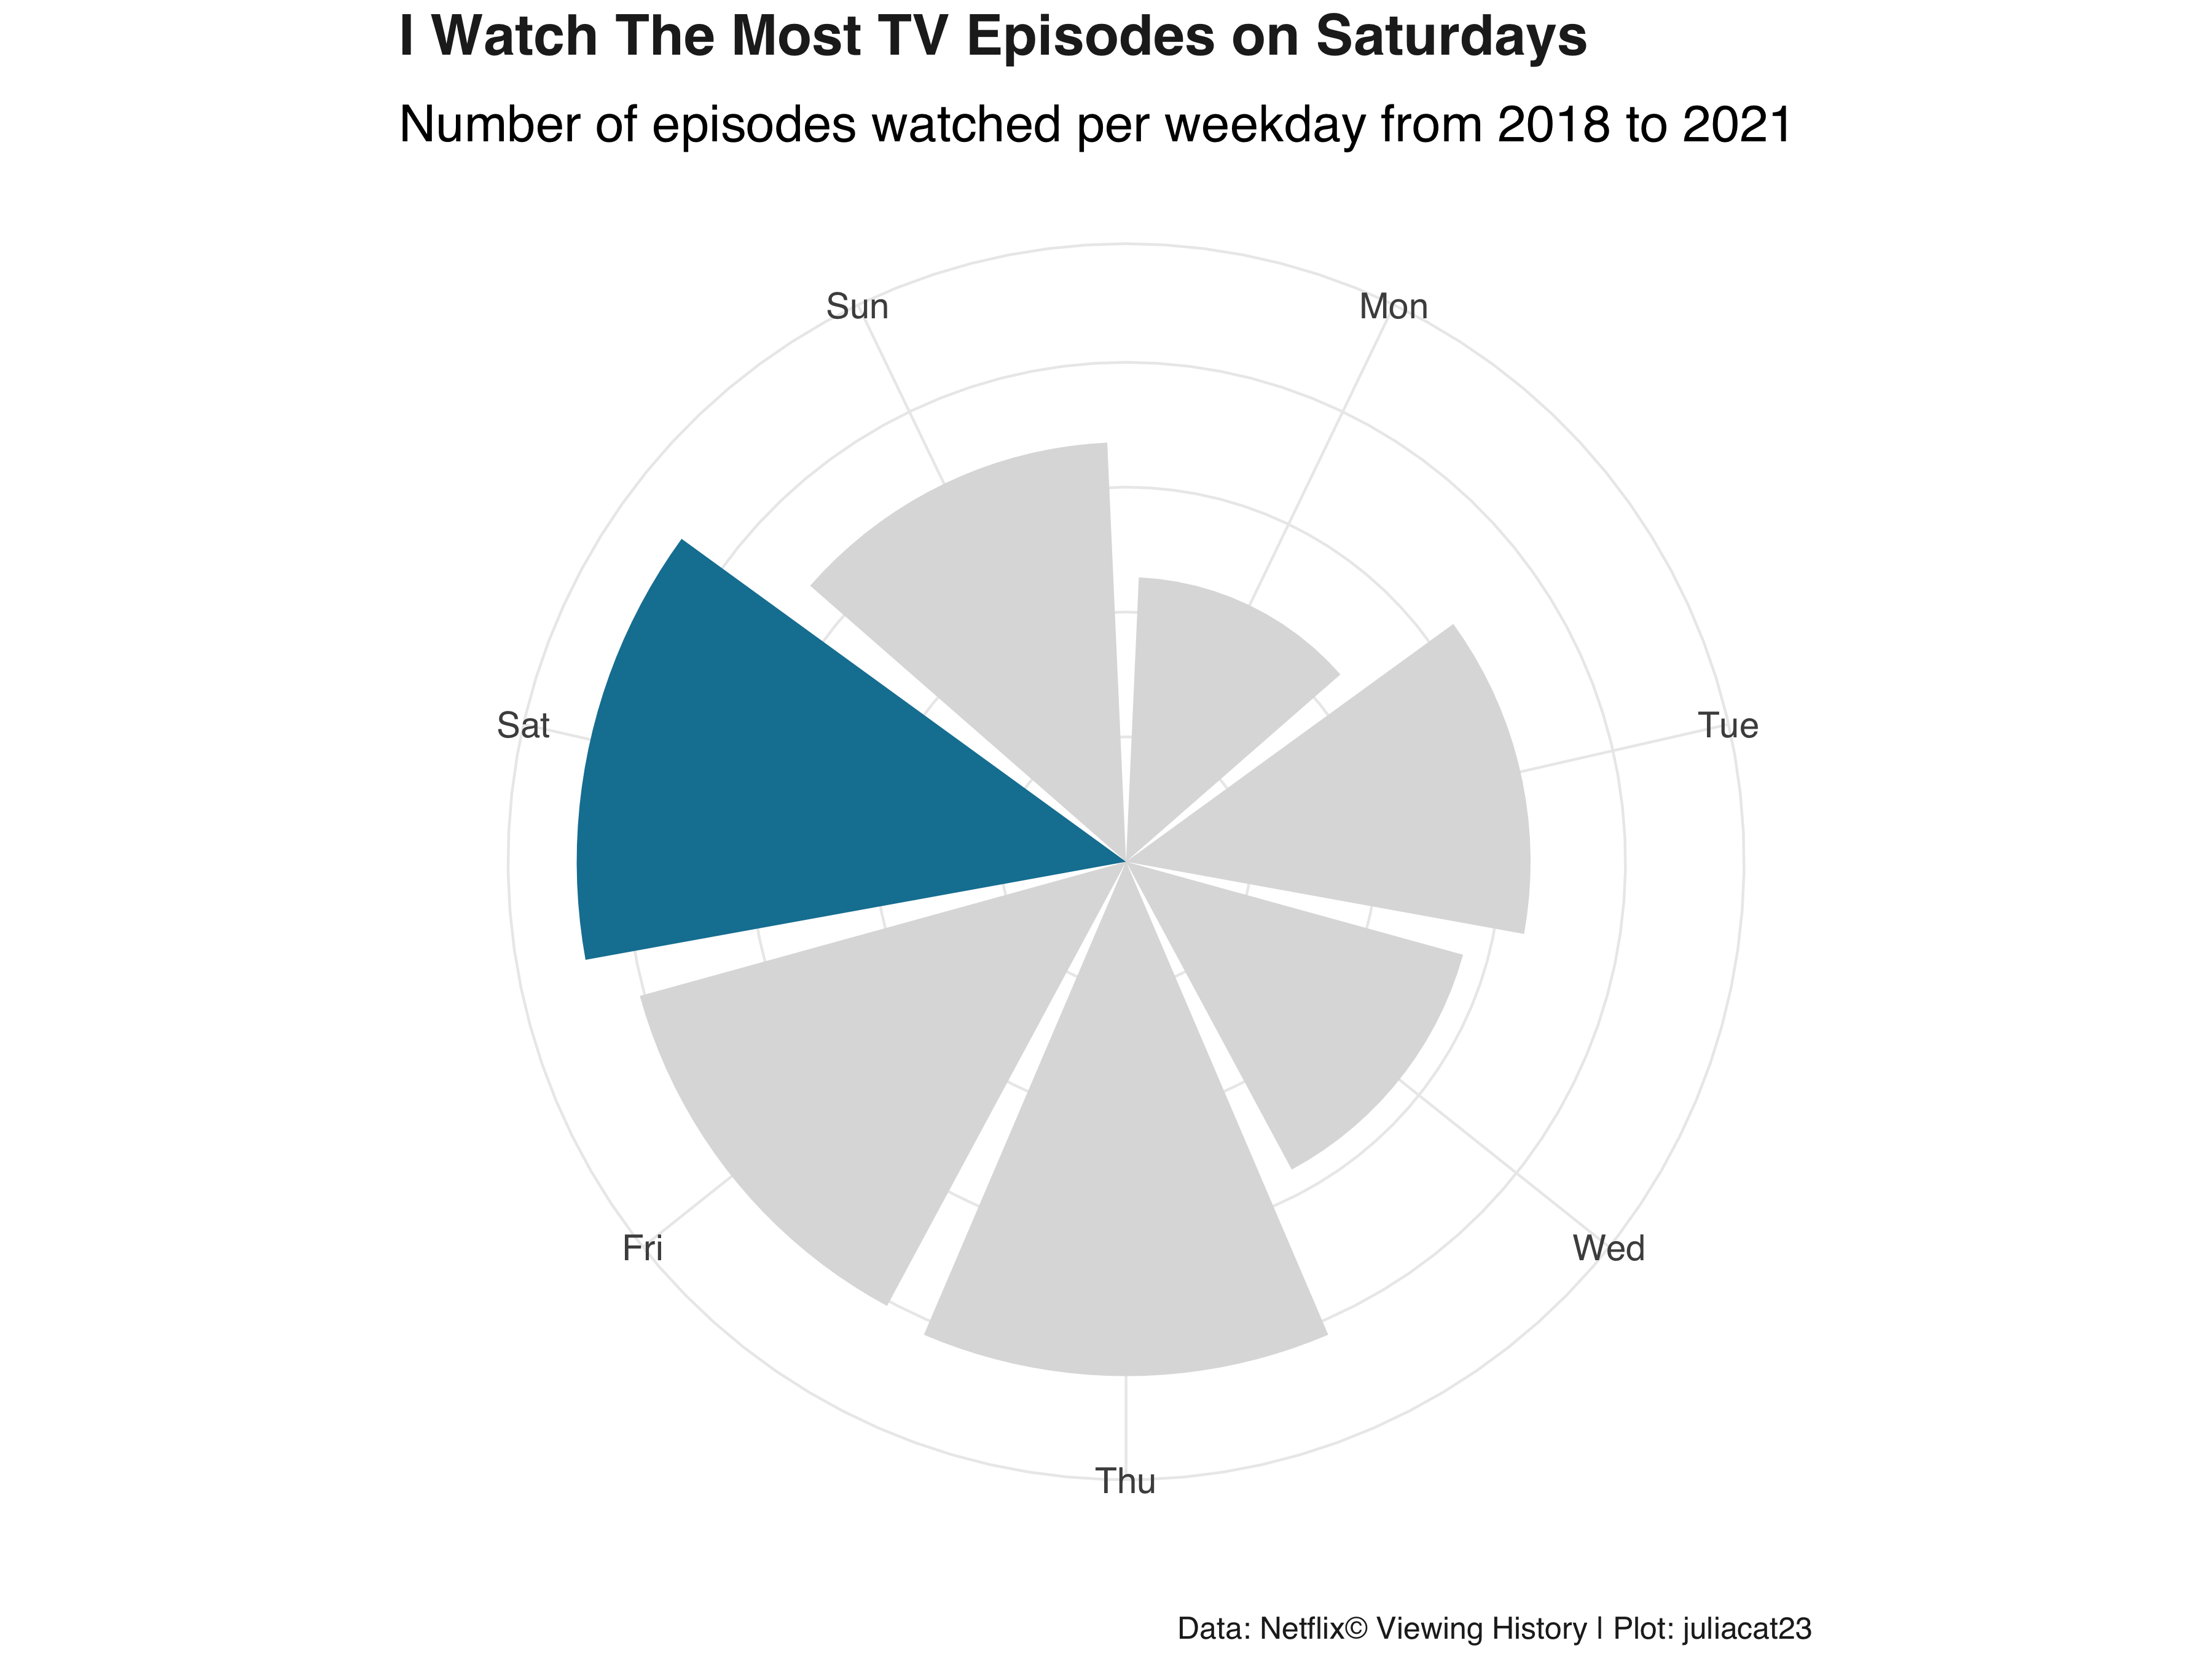 I Watch The Most TV Episodes on Saturdays
Number of episodes watched per weekday from 2018 to 2021
Sun
Mon
Sat
Tue
Fri
Wed
Thu
Data: Netflix© Viewing History | Plot: juliacat23